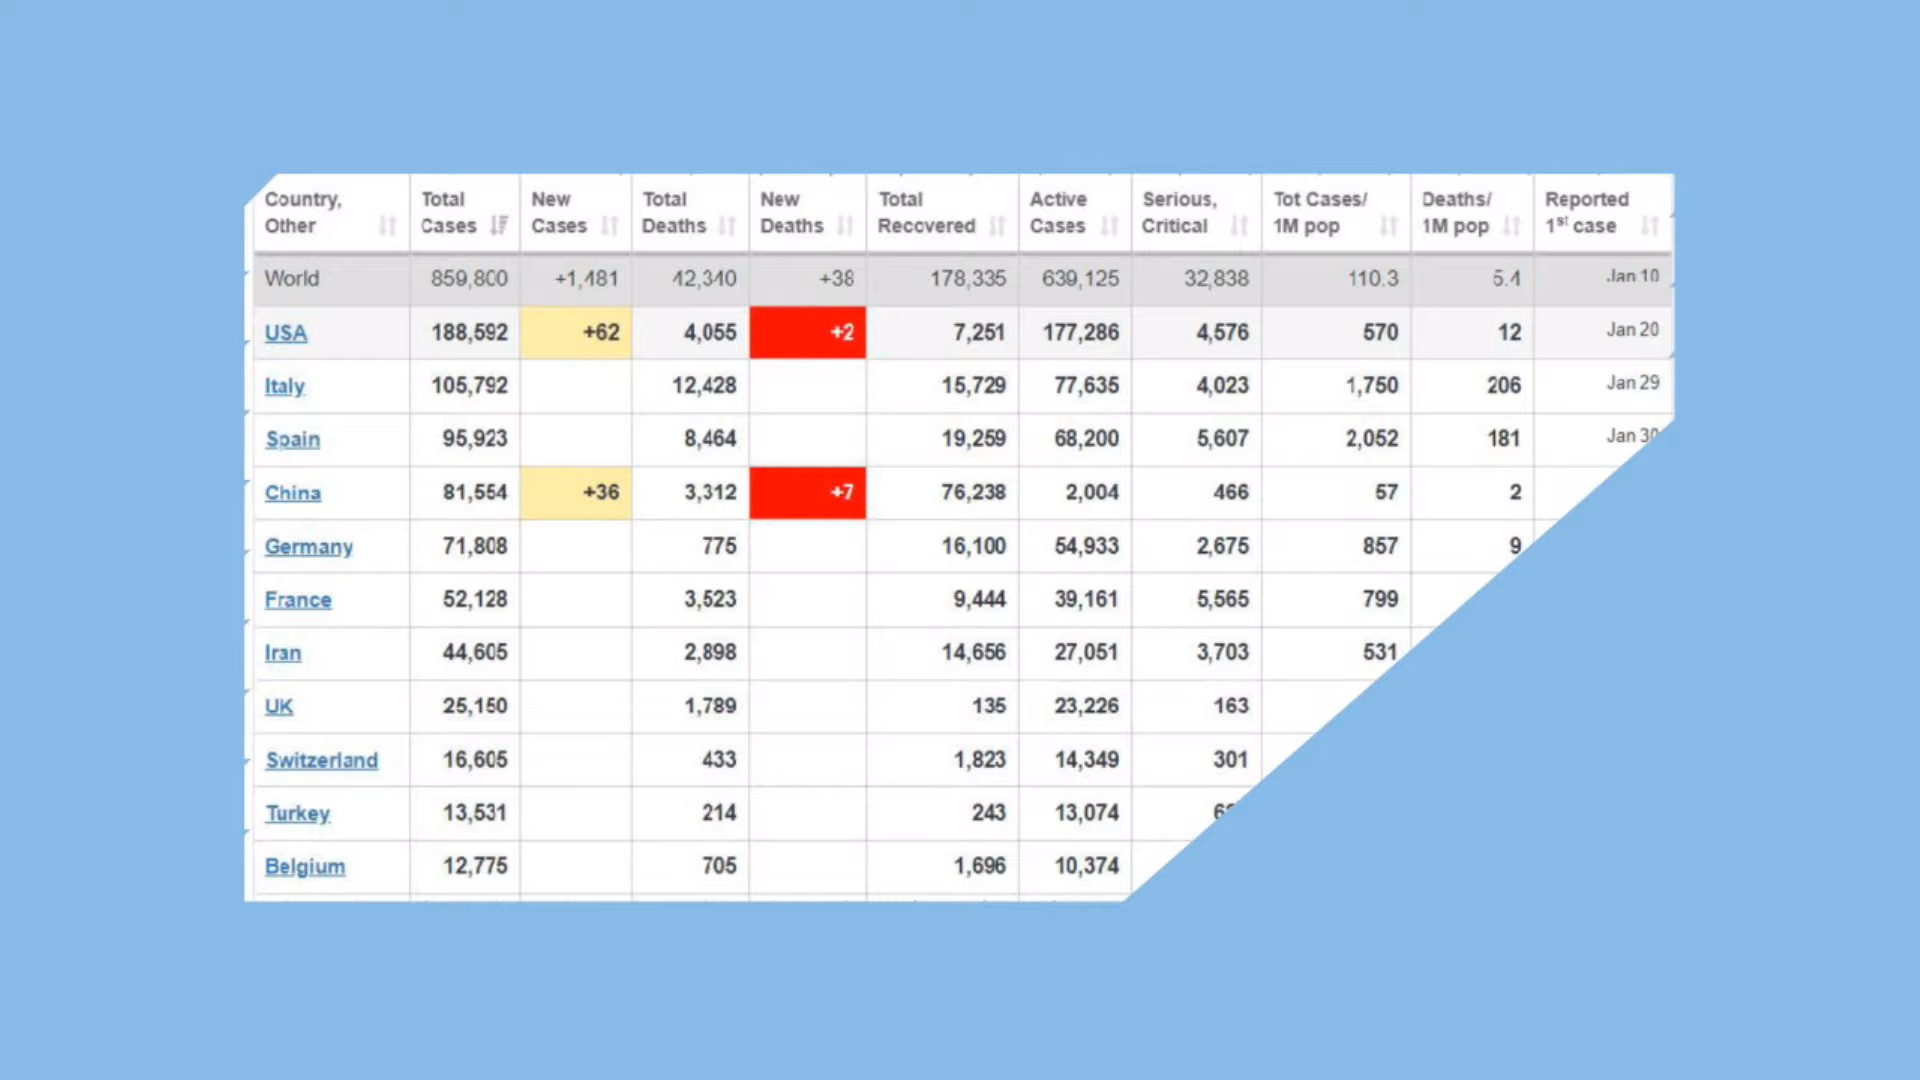 Country, Other Total Cases New Cases Total Deaths New Deaths Total Recovered Active Cases Serious, Critical Tot Cases/ 1M pop Deaths/ 1M pop Reported 1st case
World 859,800 +1,481 42,340 +38 178,335 639,125 32,838 110.3 5.4 Jan 10
USA 188,592 +62 4,055 +2 7,251 177,286 4,576 570 12 Jan 20
Italy 105,792 12,428 15,729 77,635 4,023 1,750 206 Jan 29
Spain 95,923 8,464 19,259 68,200 5,607 2,052 181 Jan 30
China 81,554 +36 3,312 +7 76,238 2,004 466 57 2
Germany 71,808 775 16,100 54,933 2,675 857 9
France 52,128 3,523 9,444 39,161 5,565 799
Iran 44,605 2,898 14,656 27,051 3,703 531
UK 25,150 1,789 135 23,226 163
Switzerland 16,605 433 1,823 14,349 301
Turkey 13,531 214 243 13,074
Belgium 12,775 705 1,696 10,374